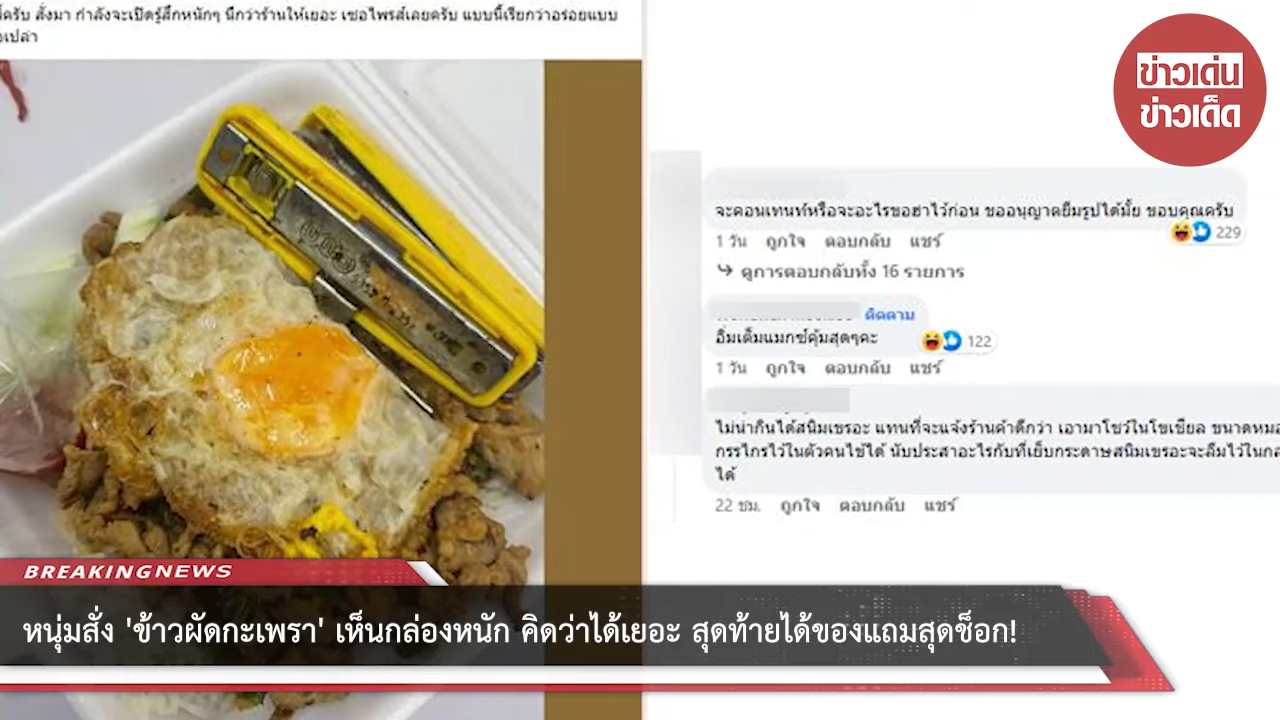 ครับ สั่งมา กำลังจะเปิดรู้สึกหนักๆ นึกว่าร้านให้เยอะ เซอไพรส์เลยครับ แบบนี้เรียกว่าอร่อยแบบ
เปล่า
ข่าวเด่น
ข่าวเด็ด
จะคอนเทนท์หรือจะอะไรขอฮาไว้ก่อน ขออนุญาตยืมรูปได้มั้ย ขอบคุณครับ
229
1 วัน ถูกใจ ตอบกลับ แชร์
ดูการตอบกลับทั้ง 16 รายการ
ติดตาม
อิ่มเต็มแมกซ์คุ้มสุดๆคะ
122
1 วัน ถูกใจ ตอบกลับ แชร์
ไม่น่ากินได้สนิมเขรอะ แทนที่จะแจ้งร้านค้าดีกว่า เอามาโชว์ในโซเชียล ขนาดหมอ
กรรไกรไว้ในตัวคนไข้ได้ นับประสาอะไรกับที่เย็บกระดาษสนิมเขรอะจะลืมไว้ในกล
ได้
22 ชม. ถูกใจ ตอบกลับ แชร์
BREAKINGNEWS
หนุ่มสั่ง 'ข้าวผัดกะเพรา' เห็นกล่องหนัก คิดว่าได้เยอะ สุดท้ายได้ของแถมสุดช็อก!